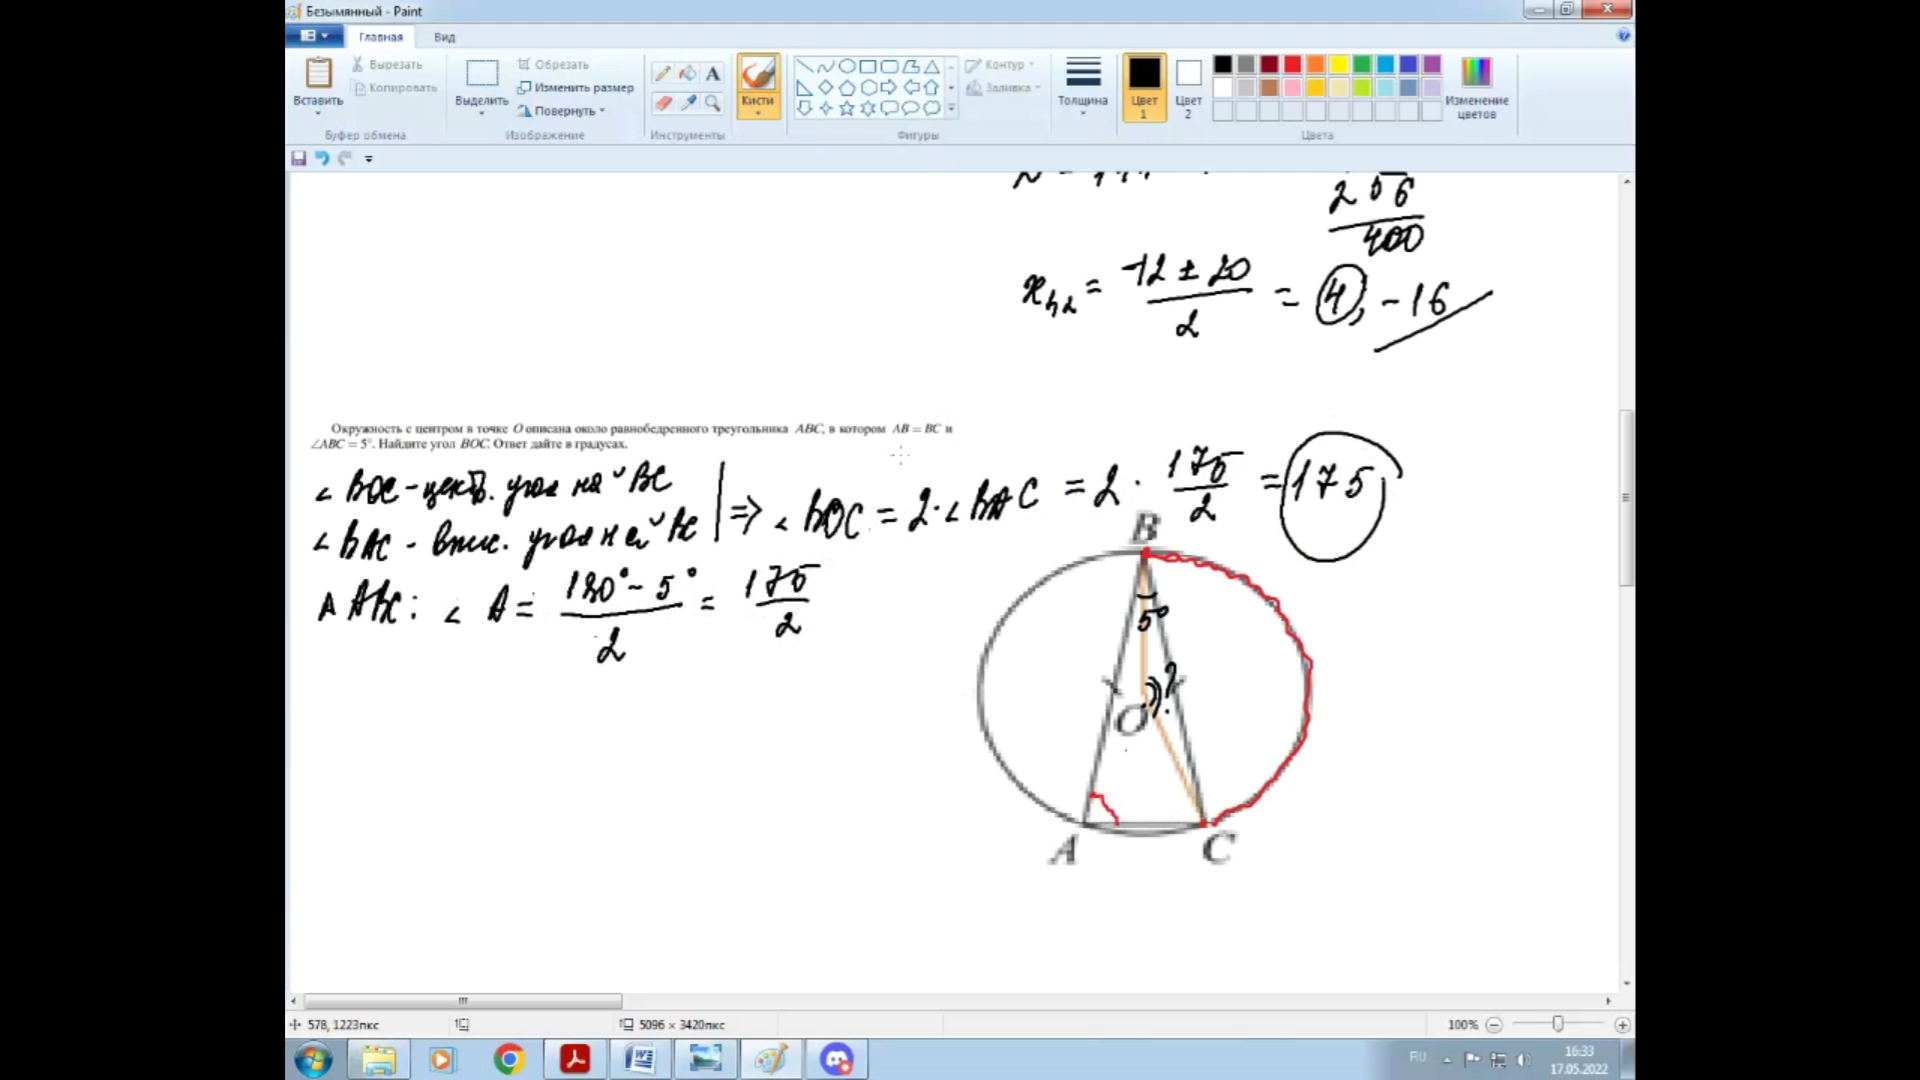 Безымянный - Paint
Главная Вид
Вставить
Вырезать
Копировать
Буфер обмена
Выделить
Обрезать
Изменить размер
Повернуть
Изображение
A
Инструменты
Кисти
Контур
Заливка
Фигуры
Толщина
Цвет 1
Цвет 2
Изменение цветов
Цвета
256
400
x₁,₂ = (-12 ± 20)/2 = 4, -16
Окружность с центром в точке O описана около равнобедренного треугольника ABC, в котором AB = BC и
∠ABC = 5°. Найдите угол BOC. Ответ дайте в градусах.
∠ BOC - центр. угол на ◡ BC
∠ BAC - впис. угол на ◡ BC
=> ∠ BOC = 2 · ∠ BAC = 2 · 175/2 = 175
Δ ABC: ∠ A = (180° - 5°)/2 = 175/2
B
5°
O
?
A
C
578, 1223пкс
5096 × 3420пкс
100%
RU
16:33
17.05.2022